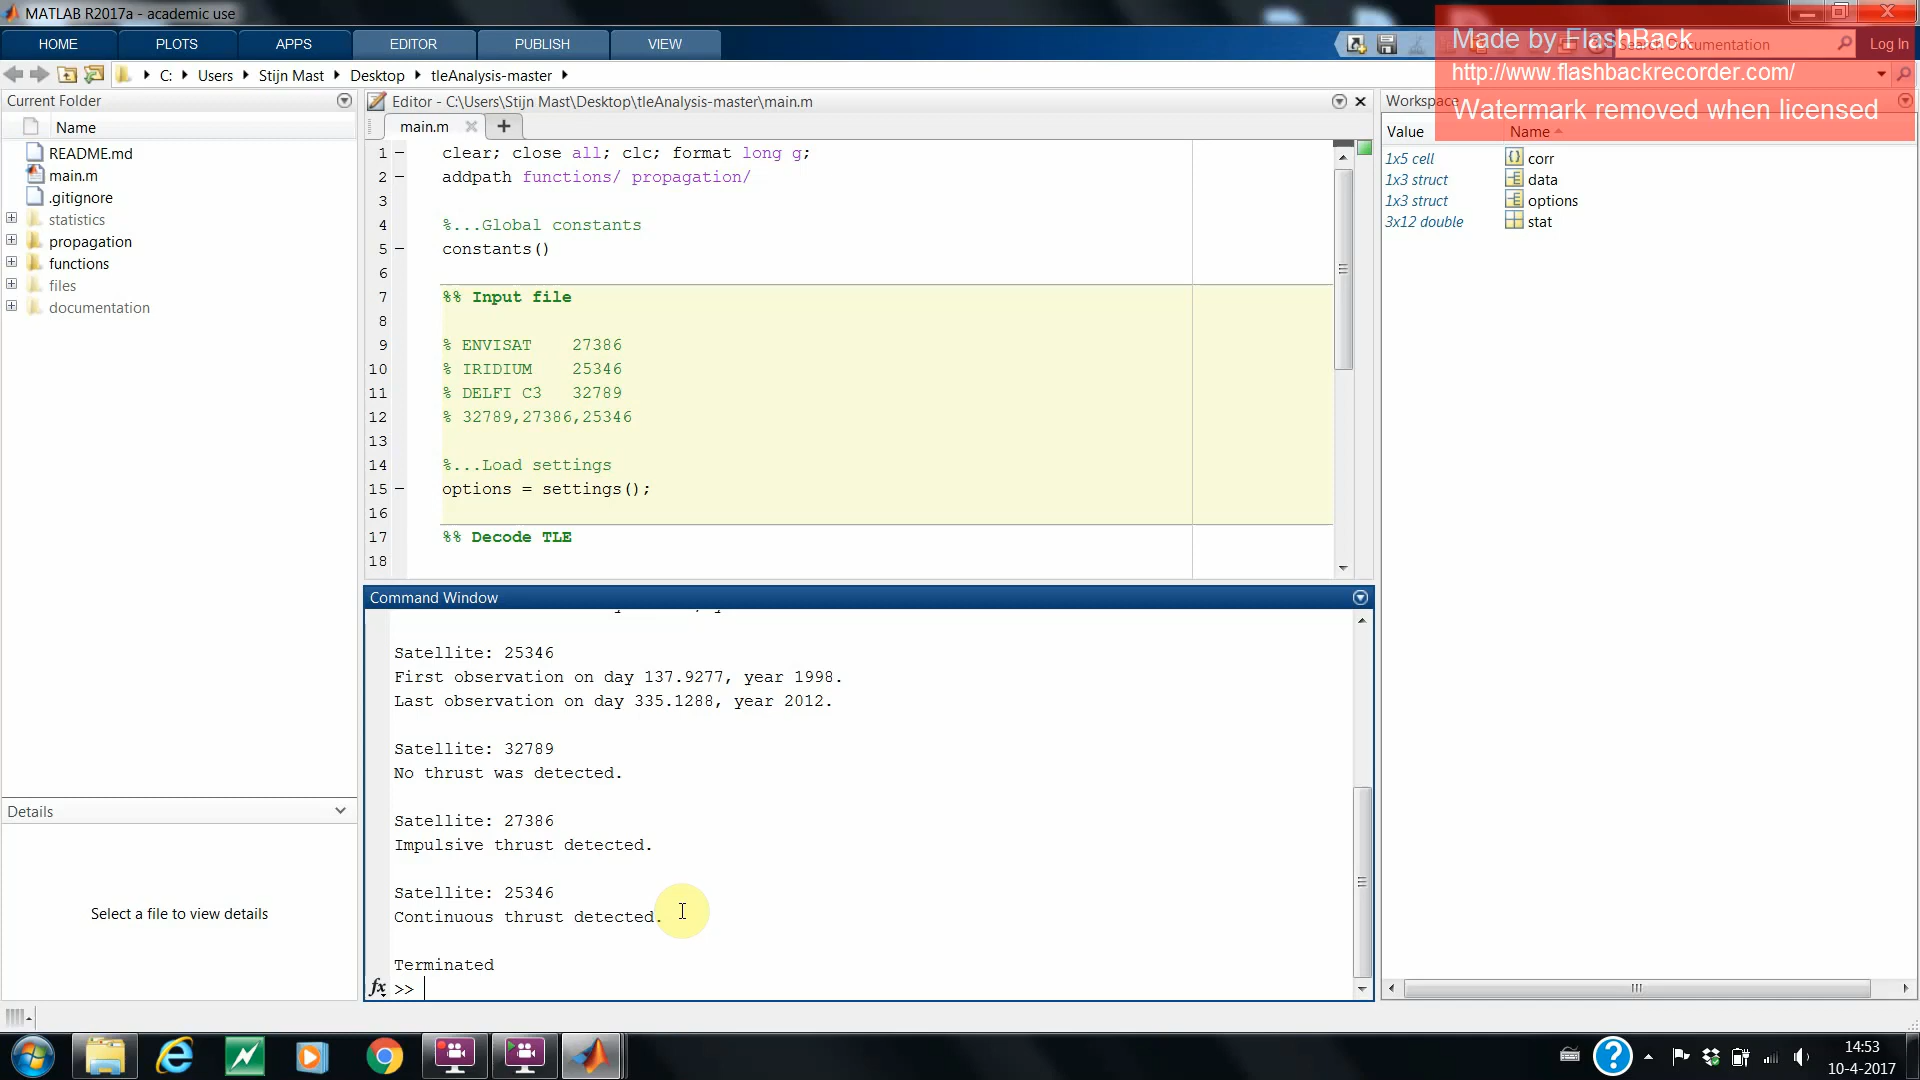 MATLAB R2017a - academic use
HOME
PLOTS
APPS
EDITOR
PUBLISH
VIEW
Made by FlashBack
Documentation
Log In
http://www.flashbackrecorder.com/
Watermark removed when licensed
C:
Users
Stijn Mast
Desktop
tleAnalysis-master
Current Folder
Name
README.md
main.m
.gitignore
statistics
propagation
functions
files
documentation
Details
Select a file to view details
Editor - C:\Users\Stijn Mast\Desktop\tleAnalysis-master\main.m
main.m
1 clear; close all; clc; format long g;
2 addpath functions/ propagation/
3
4 %...Global constants
5 constants()
6
7 %% Input file
8
9 % ENVISAT 27386
10 % IRIDIUM 25346
11 % DELFI C3 32789
12 % 32789,27386,25346
13
14 %...Load settings
15 options = settings();
16
17 %% Decode TLE
18
Command Window
Satellite: 25346
First observation on day 137.9277, year 1998.
Last observation on day 335.1288, year 2012.
Satellite: 32789
No thrust was detected.
Satellite: 27386
Impulsive thrust detected.
Satellite: 25346
Continuous thrust detected.
Terminated
fx >>
Workspace
Value Name
1x5 cell corr
1x3 struct data
1x3 struct options
3x12 double stat
14:53
10-4-2017